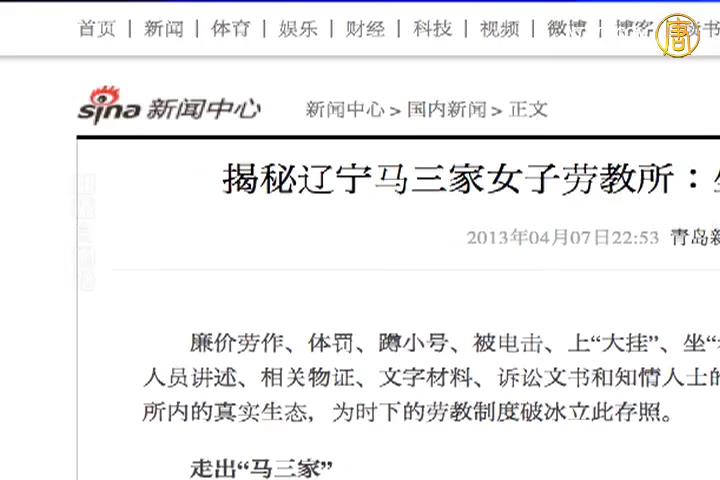 首页 | 新闻 | 体育 | 娱乐 | 财经 | 科技 | 视频 | 微博 | 博客
唐
sina 新闻中心 新闻中心 > 国内新闻 > 正文
揭秘辽宁马三家女子劳教所：
2013年04月07日22:53 青岛
廉价劳作、体罚、蹲小号、被电击、上“大挂”、坐“
人员讲述、相关物证、文字材料、诉讼文书和知情人士的
所内的真实生态，为时下的劳教制度破冰立此存照。
走出“马三家”